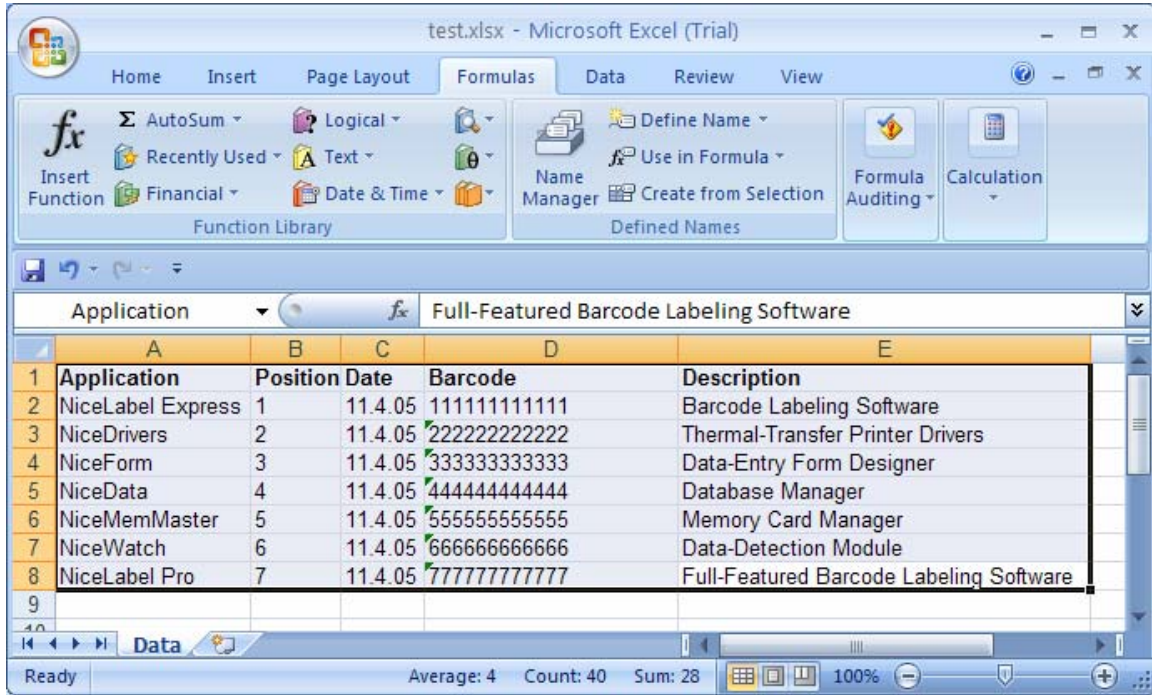 test.xlsx - Microsoft Excel (Trial)
Home Insert Page Layout Formulas Data Review View
fx Insert Function
Σ AutoSum
Recently Used
Financial
Logical
A Text
Date & Time
θ
Function Library
Name Manager
Define Name
fx Use in Formula
Create from Selection
Defined Names
Formula Auditing
Calculation
Application fx Full-Featured Barcode Labeling Software
A B C D E
1 Application Position Date Barcode Description
2 NiceLabel Express 1 11.4.05 111111111111 Barcode Labeling Software
3 NiceDrivers 2 11.4.05 222222222222 Thermal-Transfer Printer Drivers
4 NiceForm 3 11.4.05 333333333333 Data-Entry Form Designer
5 NiceData 4 11.4.05 444444444444 Database Manager
6 NiceMemMaster 5 11.4.05 555555555555 Memory Card Manager
7 NiceWatch 6 11.4.05 666666666666 Data-Detection Module
8 NiceLabel Pro 7 11.4.05 777777777777 Full-Featured Barcode Labeling Software
9
10
Data
Ready Average: 4 Count: 40 Sum: 28 100%